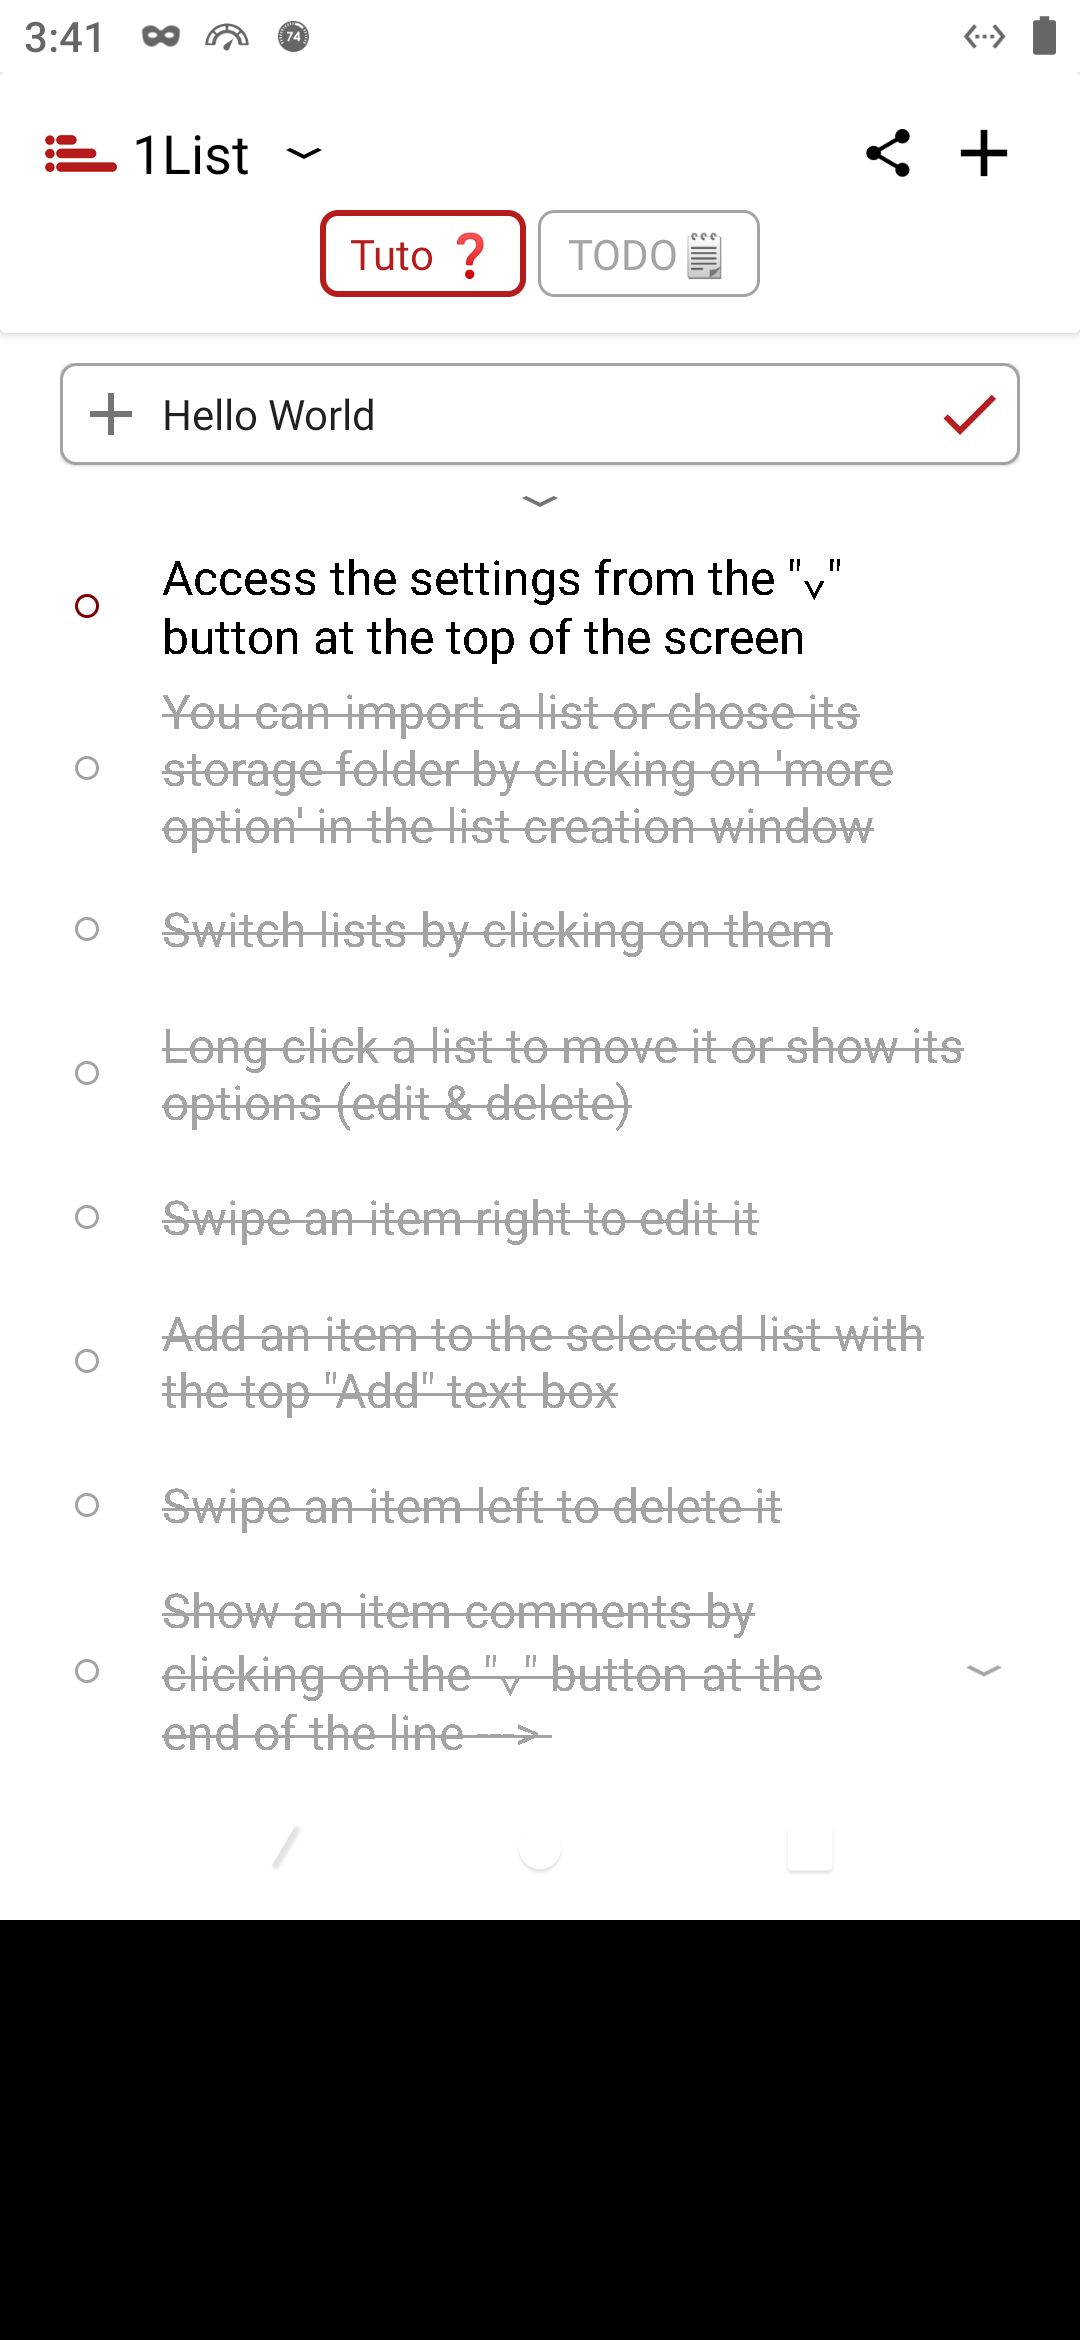 3:41
74
1List
Tuto ❓
TODO🗒
Hello World
Access the settings from the "⌄"
button at the top of the screen
You can import a list or chose its
storage folder by clicking on 'more
option' in the list creation window
Switch lists by clicking on them
Long click a list to move it or show its
options (edit & delete)
Swipe an item right to edit it
Add an item to the selected list with
the top "Add" text box
Swipe an item left to delete it
Show an item comments by
clicking on the "⌄" button at the
end of the line --->